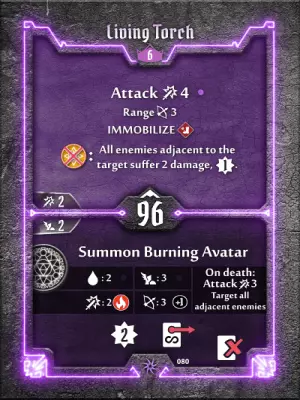 Living Torch
6
Attack 4
Range 3
IMMOBILIZE
: All enemies adjacent to the
target suffer 2 damage, 1.
2
96
2
Summon Burning Avatar
: 2
: 3
On death:
Attack 3
Target all
adjacent enemies
: 2
: 3 +1
2
080